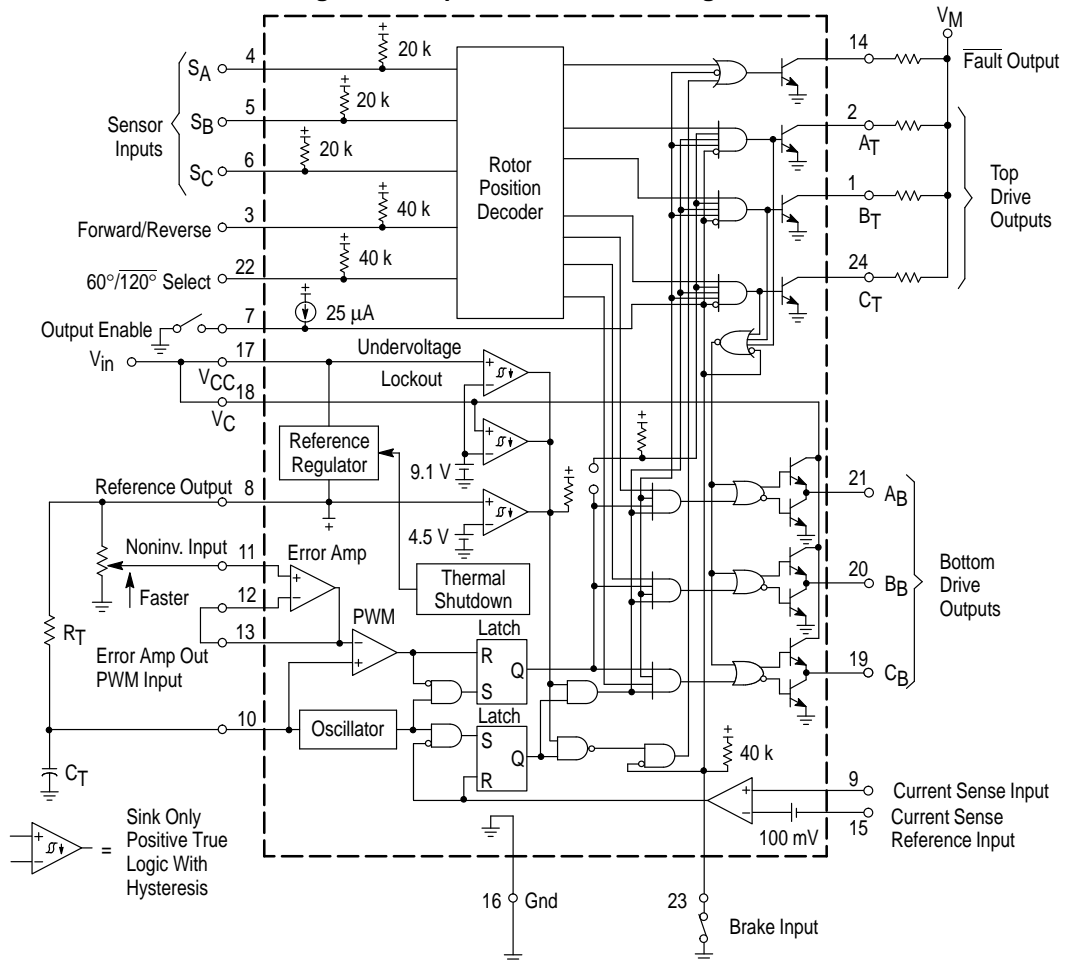 V_M
4
S_A
20 k
14
Fault Output
5
S_B
20 k
2
A_T
Sensor
Inputs
6
S_C
20 k
Rotor
Position
Decoder
1
B_T
Top
Drive
Outputs
3
Forward/Reverse
40 k
22
60°/120° Select
40 k
24
C_T
Output Enable
7
25 µA
V_in
17
V_CC
Undervoltage
Lockout
18
V_C
Reference
Regulator
9.1 V
Reference Output
8
4.5 V
21
A_B
Noninv. Input
11
Error Amp
Faster
12
Thermal
Shutdown
20
B_B
Bottom
Drive
Outputs
R_T
13
PWM
Latch
R
Q
S
Error Amp Out
PWM Input
19
C_B
10
Oscillator
Latch
S
Q
R
40 k
C_T
9
Current Sense Input
100 mV
15
Current Sense
Reference Input
=
Sink Only
Positive True
Logic With
Hysteresis
16
Gnd
23
Brake Input